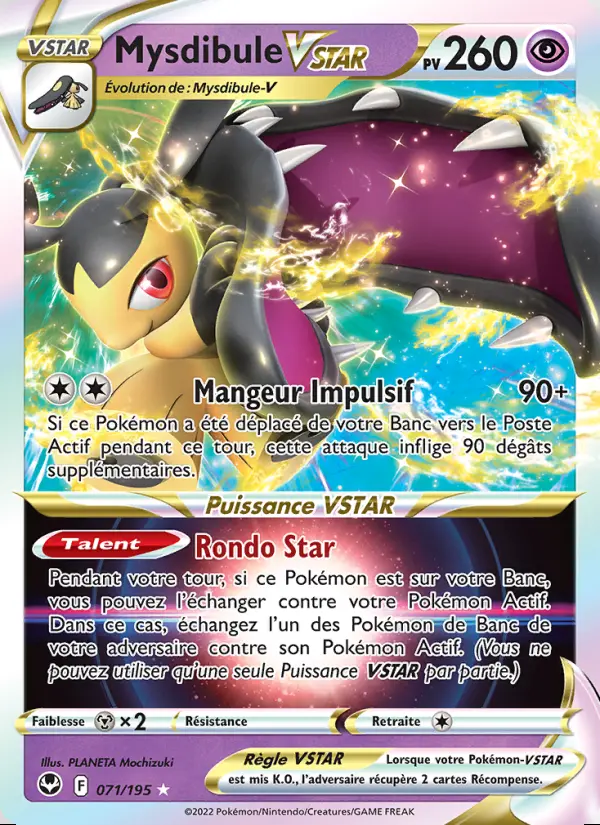 VSTAR
Mysdibule VSTAR PV 260
Évolution de : Mysdibule-V
Mangeur Impulsif 90+
Si ce Pokémon a été déplacé de votre Banc vers le Poste
Actif pendant ce tour, cette attaque inflige 90 dégâts
supplémentaires.
Puissance VSTAR
Talent Rondo Star
Pendant votre tour, si ce Pokémon est sur votre Banc,
vous pouvez l'échanger contre votre Pokémon Actif.
Dans ce cas, échangez l'un des Pokémon de Banc de
votre adversaire contre son Pokémon Actif. (Vous ne
pouvez utiliser qu'une seule Puissance VSTAR par partie.)
Faiblesse ×2 Résistance Retraite
Illus. PLANETA Mochizuki
Règle VSTAR Lorsque votre Pokémon-VSTAR
est mis K.O., l'adversaire récupère 2 cartes Récompense.
F 071/195 ★
©2022 Pokémon/Nintendo/Creatures/GAME FREAK